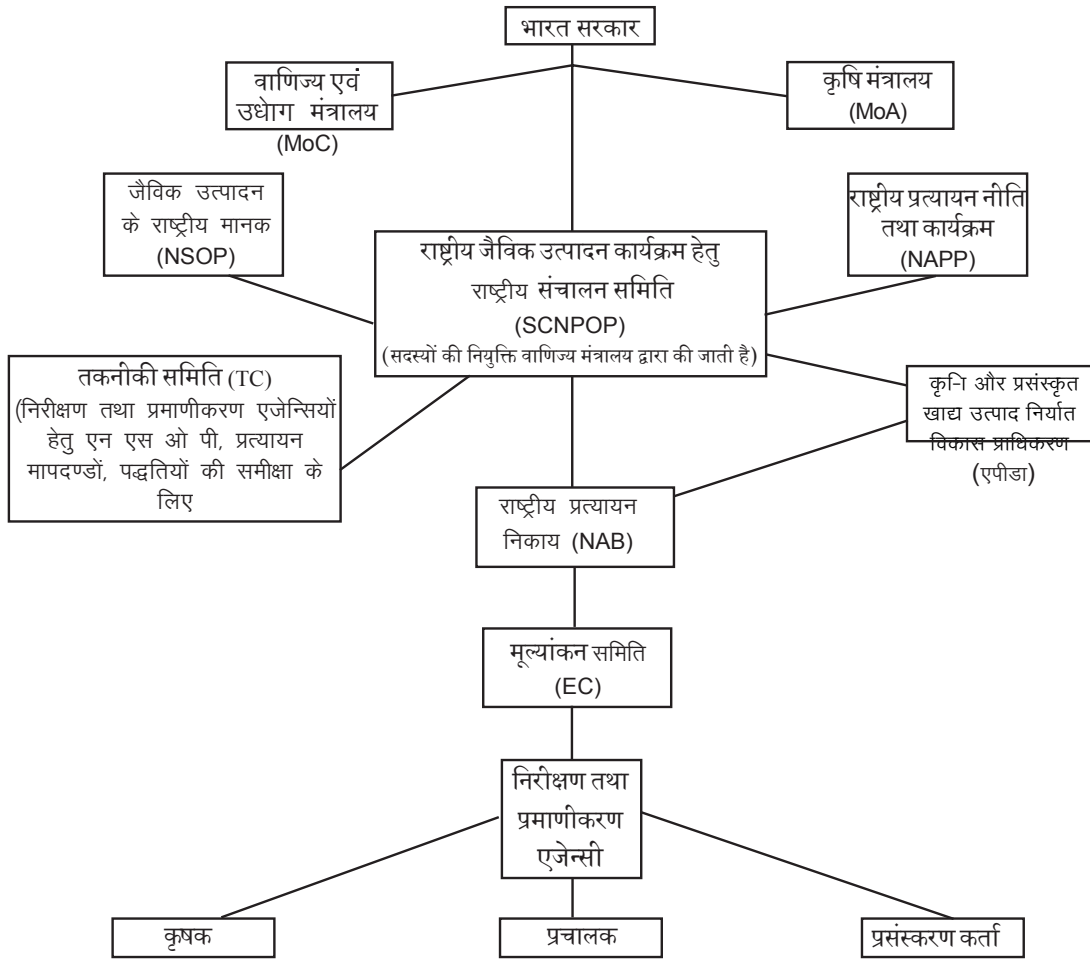 भारत सरकार
वाणिज्य एवं
उधेाग मंत्रालय
(MoC)
कृषि मंत्रालय
(MoA)
जैविक उत्पादन
के राष्ट्रीय मानक
(NSOP)
राष्ट्रीय प्रत्यायन नीति
तथा कार्यक्रम
(NAPP)
राष्ट्रीय जैविक उत्पादन कार्यक्रम हेतु
राष्ट्रीय संचालन समिति
(SCNPOP)
(सदस्यों की नियुक्ति वाणिज्य मंत्रालय द्वारा की जाती है)
तकनीकी समिति (TC)
(निरीक्षण तथा प्रमाणीकरण एजेन्सियों
हेतु एन एस ओ पी, प्रत्यायन
मापदण्डों, पद्धतियों की समीक्षा के
लिए
कृ-िा और प्रसंस्कृत
खाद्य उत्पाद निर्यात
विकास प्राधिकरण
(एपीडा)
राष्ट्रीय प्रत्यायन
निकाय (NAB)
मूल्यांकन समिति
(EC)
निरीक्षण तथा
प्रमाणीकरण
एजेन्सी
कृषक
प्रचालक
प्रसंस्करण कर्ता